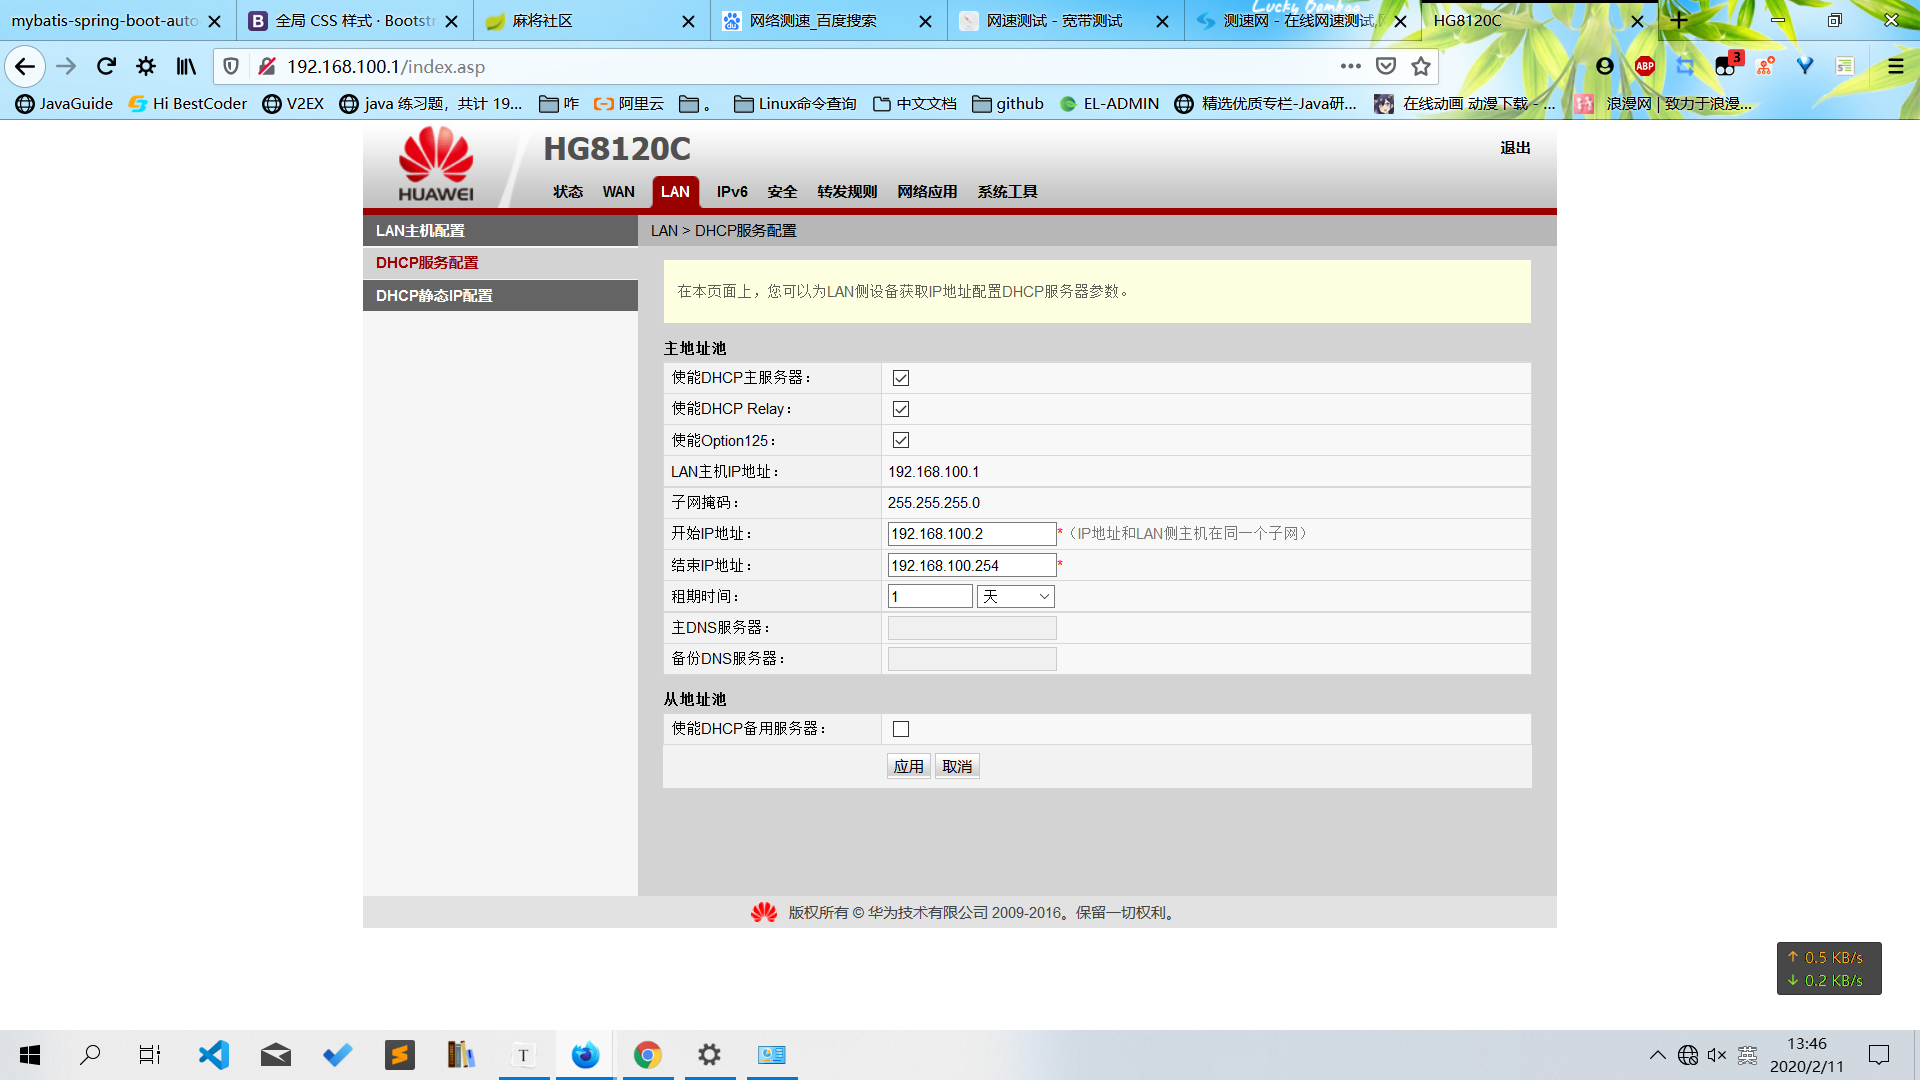 mybatis-spring-boot-auto
全局 CSS 样式 · Bootstr
麻将社区
网络测速_百度搜索
网速测试 - 宽带测试
测速网 - 在线网速测试,
HG8120C
Lucky Bamboo
192.168.100.1/index.asp
ABP
3
JavaGuide
Hi BestCoder
V2EX
java 练习题，共计 19...
咋
阿里云
。
Linux命令查询
中文文档
github
EL-ADMIN
精选优质专栏-Java研...
在线动画 动漫下载 - ...
浪漫网 | 致力于浪漫...
HUAWEI
HG8120C
退出
状态 WAN LAN IPv6 安全 转发规则 网络应用 系统工具
LAN主机配置
DHCP服务配置
DHCP静态IP配置
LAN > DHCP服务配置
在本页面上，您可以为LAN侧设备获取IP地址配置DHCP服务器参数。
主地址池
使能DHCP主服务器：
使能DHCP Relay：
使能Option125：
LAN主机IP地址： 192.168.100.1
子网掩码： 255.255.255.0
开始IP地址： 192.168.100.2 *（IP地址和LAN侧主机在同一个子网）
结束IP地址： 192.168.100.254 *
租期时间： 1 天
主DNS服务器：
备份DNS服务器：
从地址池
使能DHCP备用服务器：
应用 取消
版权所有 © 华为技术有限公司 2009-2016。保留一切权利。
↑ 0.5 KB/s
↓ 0.2 KB/s
T
英
13:46
2020/2/11